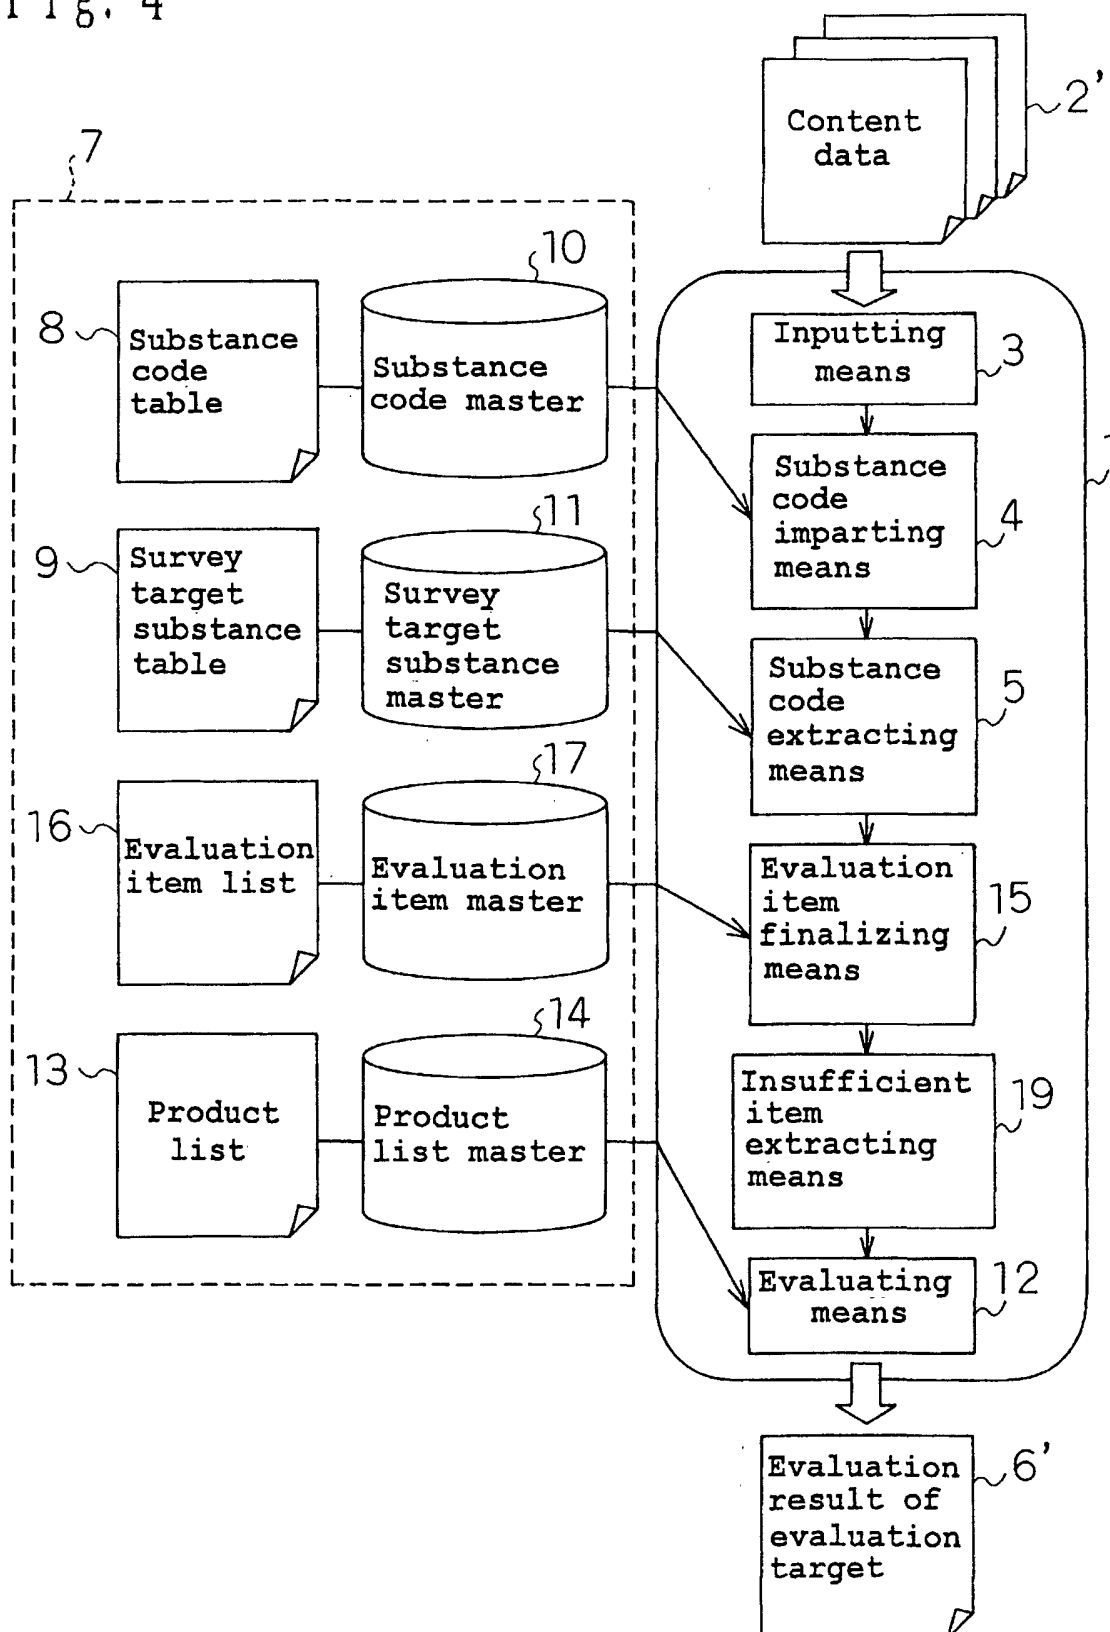 Fig. 4
Content
data
2'
7
8
Substance
code
table
10
Substance
code master
Inputting
means
3
Substance
code
imparting
means
4
9
Survey
target
substance
table
11
Survey
target
substance
master
Substance
code
extracting
means
5
16
Evaluation
item list
17
Evaluation
item master
Evaluation
item
finalizing
means
15
13
Product
list
14
Product
list master
Insufficient
item
extracting
means
19
Evaluating
means
12
Evaluation
result of
evaluation
target
6'